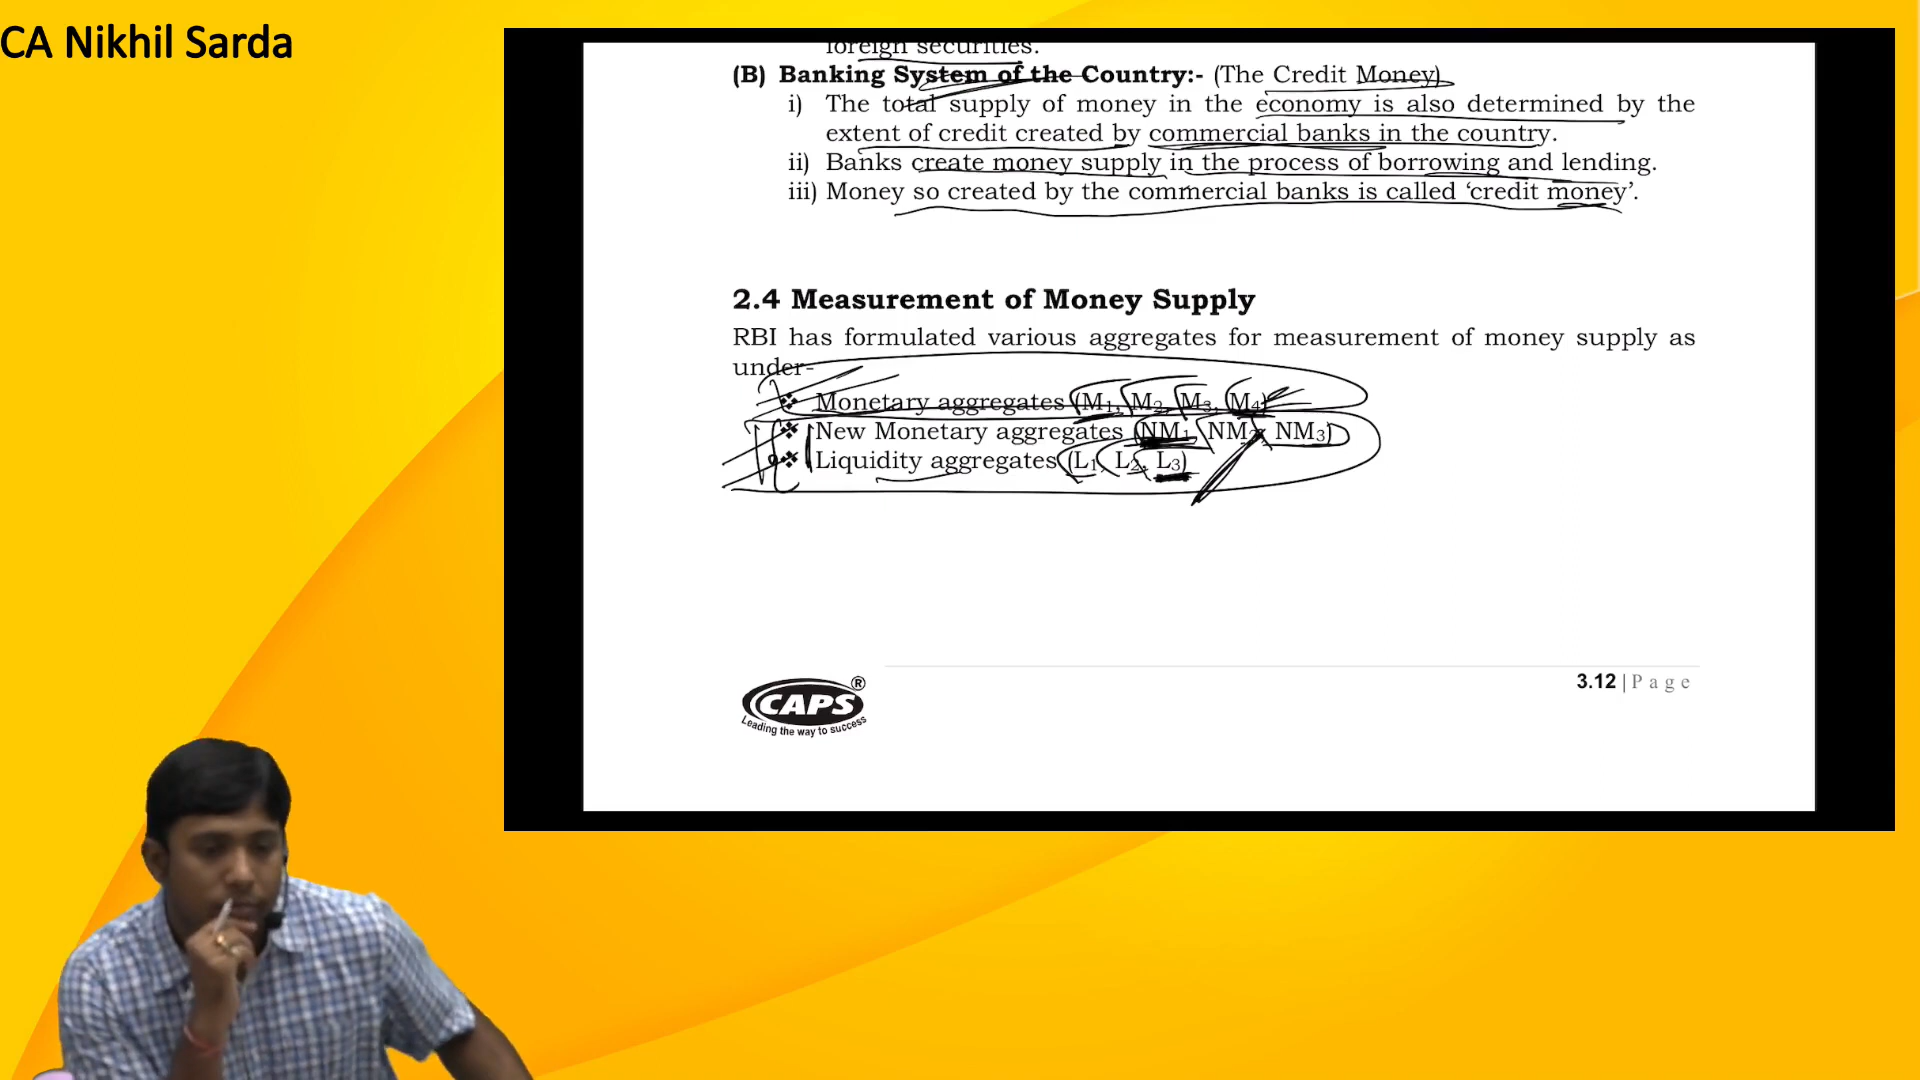 CA Nikhil Sarda
foreign securities.
(B) Banking System of the Country:- (The Credit Money)
i) The total supply of money in the economy is also determined by the
extent of credit created by commercial banks in the country.
ii) Banks create money supply in the process of borrowing and lending.
iii) Money so created by the commercial banks is called ‘credit money’.
2.4 Measurement of Money Supply
RBI has formulated various aggregates for measurement of money supply as
under-
❖ Monetary aggregates (M₁, M₂, M₃, M₄)
❖ New Monetary aggregates (NM₁, NM₂, NM₃)
❖ Liquidity aggregates (L₁, L₂, L₃)
CAPS®
Leading the way to success
3.12 | Page